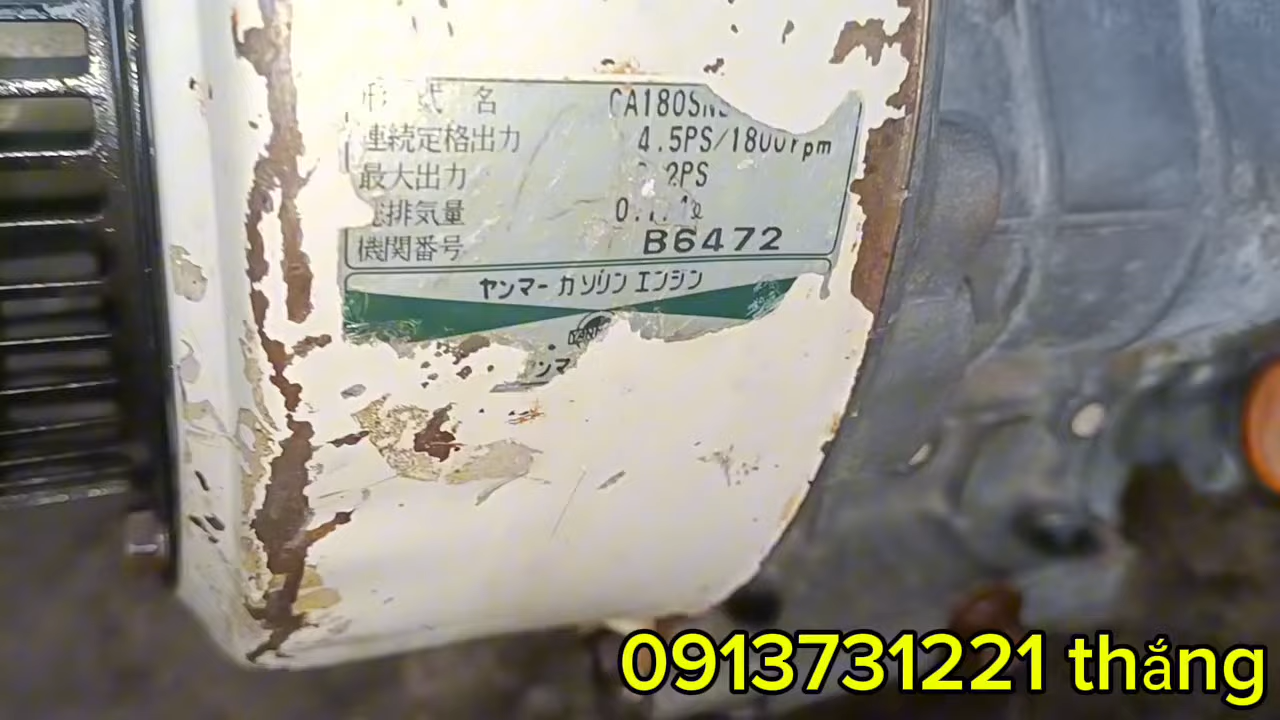 形式名
連続定格出力 4.5PS/1800rpm
最大出力
排気量
機関番号 B6472
ヤンマーガソリンエンジン
0913731221 thắng